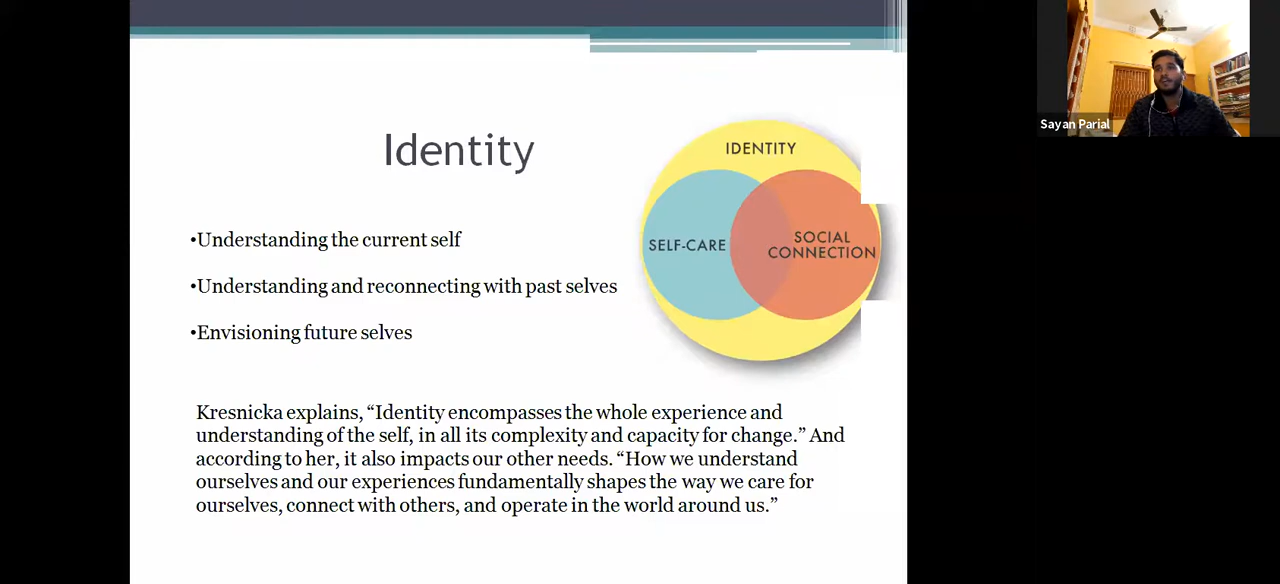 Identity
•Understanding the current self
•Understanding and reconnecting with past selves
•Envisioning future selves
IDENTITY
SELF-CARE
SOCIAL
CONNECTION
Kresnicka explains, “Identity encompasses the whole experience and
understanding of the self, in all its complexity and capacity for change.” And
according to her, it also impacts our other needs. “How we understand
ourselves and our experiences fundamentally shapes the way we care for
ourselves, connect with others, and operate in the world around us.”
Sayan Parial